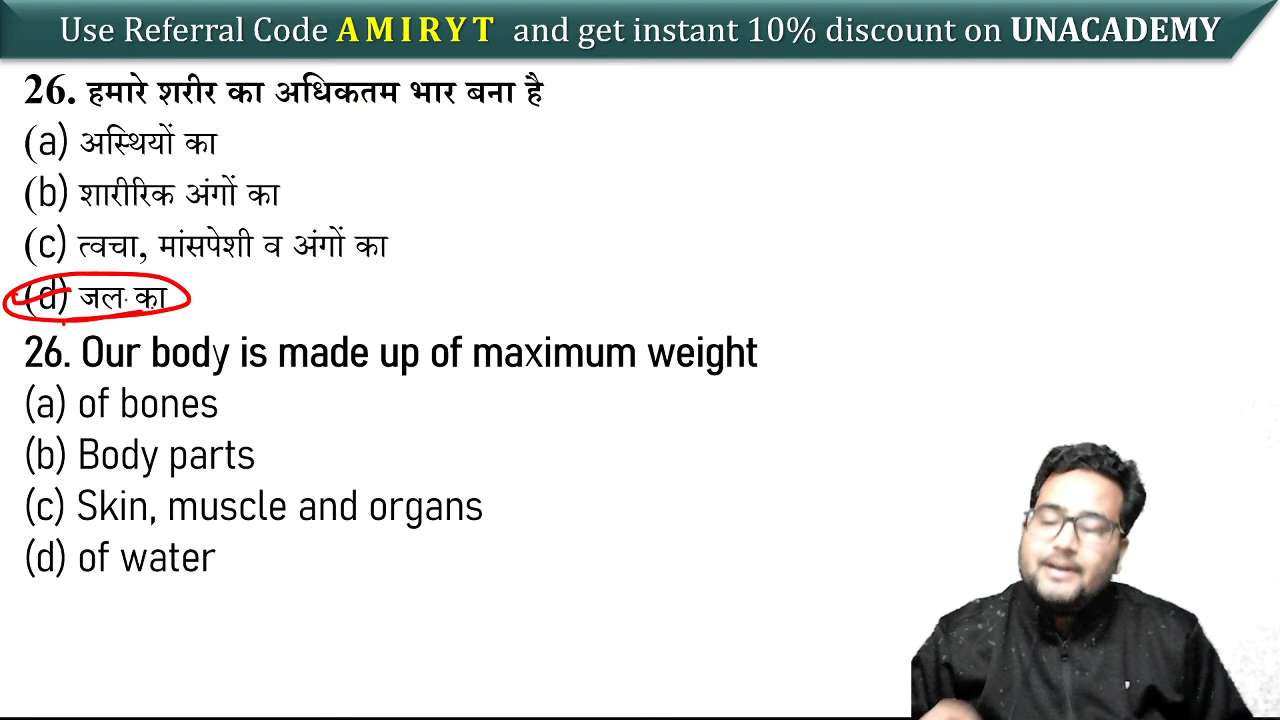 Use Referral Code A M I R Y T and get instant 10% discount on UNACADEMY
26. हमारे शरीर का अधिकतम भार बना है
(a) अस्थियों का
(b) शारीरिक अंगों का
(c) त्वचा, मांसपेशी व अंगों का
(d) जल का
26. Our body is made up of maximum weight
(a) of bones
(b) Body parts
(c) Skin, muscle and organs
(d) of water